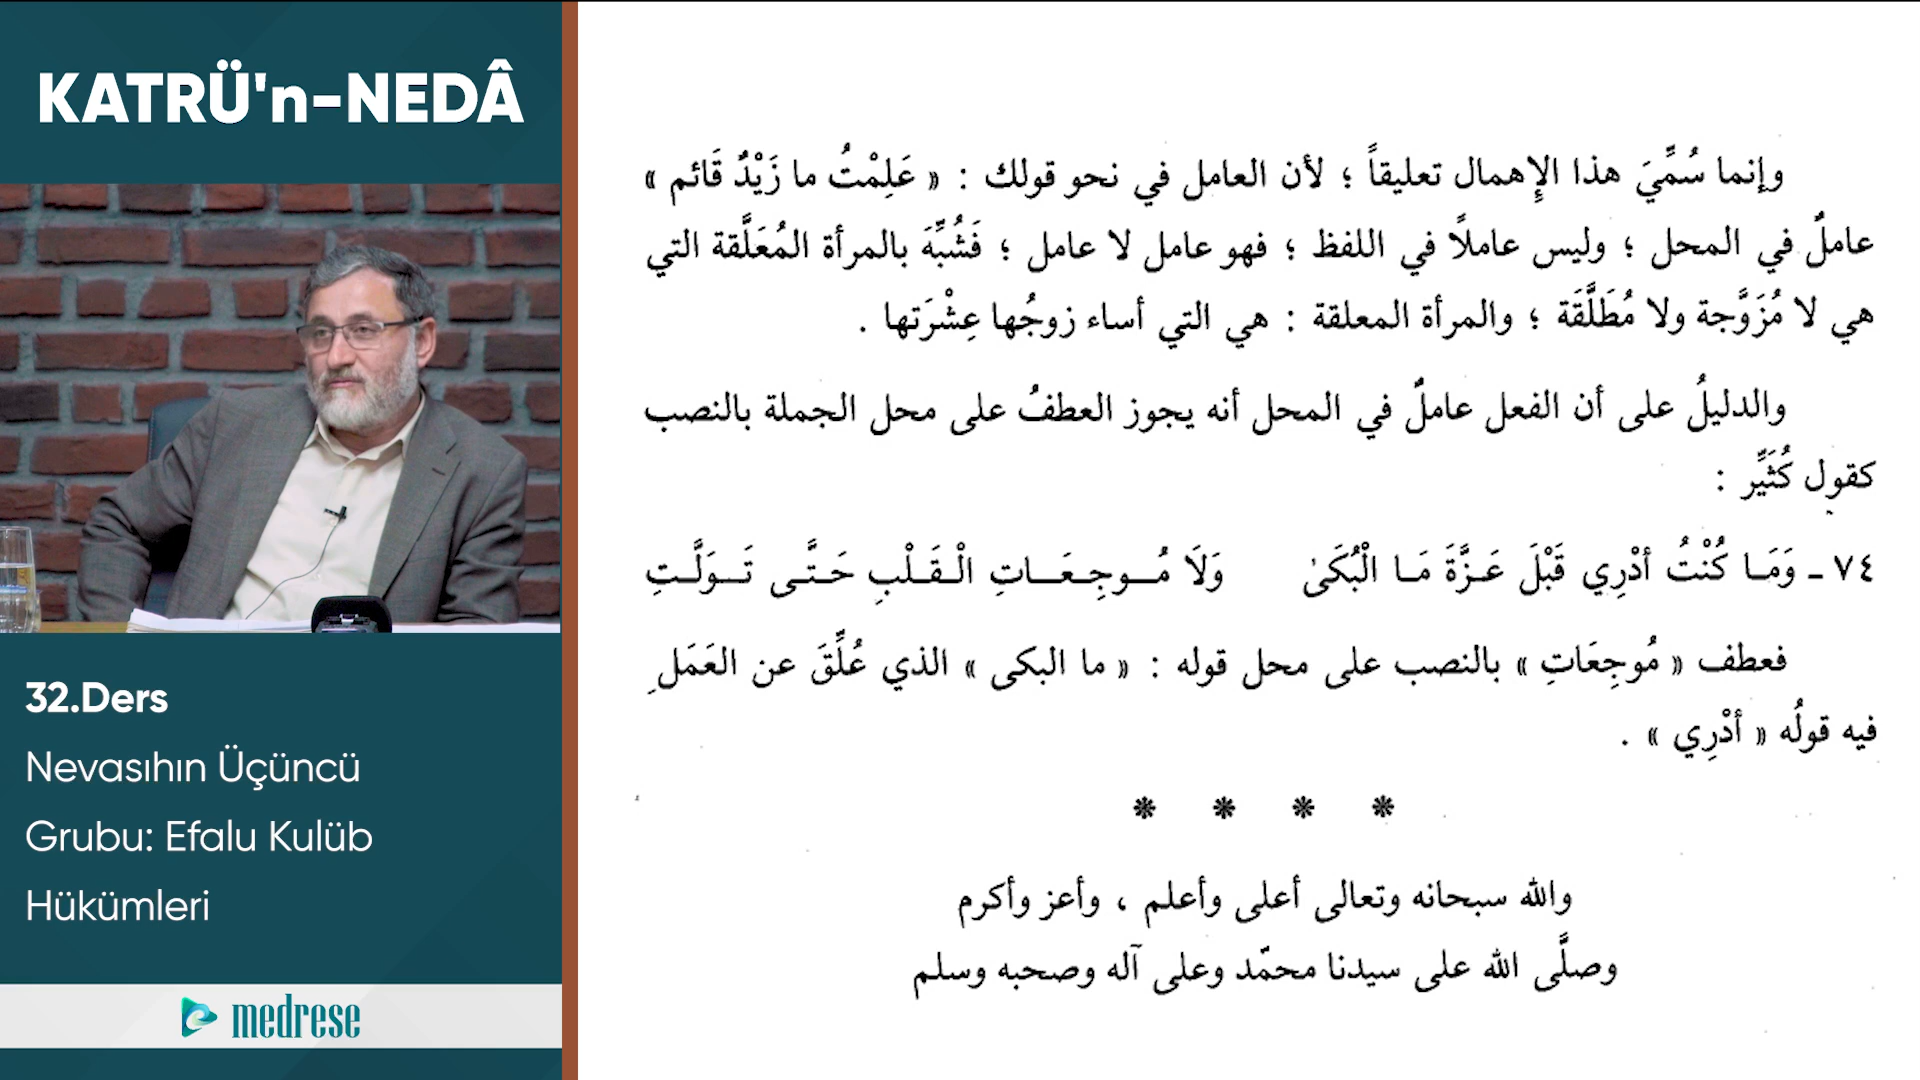 KATRÜ'n-NEDÂ
32.Ders
Nevasıhın Üçüncü
Grubu: Efalu Kulüb
Hükümleri
medrese
وإنما سُمِّيَ هذا الإِهمال تعليقاً ؛ لأن العامل في نحو قولك : « عَلِمْتُ ما زَيْدٌ قَائم »
عاملٌ في المحل ؛ وليس عاملاً في اللفظ ؛ فهو عامل لا عامل ؛ فَشُبِّهَ بالمرأة المُعَلَّقة التي
هي لا مُزَوَّجة ولا مُطَلَّقَة ؛ والمرأة المعلقة : هي التي أساء زوجُها عِشْرَتها .
والدليلُ على أن الفعل عاملٌ في المحل أنه يجوز العطفُ على محل الجملة بالنصب
كقول كُثَيِّر :
٧٤ ـ وَمَا كُنْتُ أدْرِي قَبْلَ عَزَّةَ مَا الْبُكَىٰ وَلَا مُوجِعَاتِ الْقَلْبِ حَتَّى تَوَلَّتِ
فعطف « مُوجِعَاتِ » بالنصب على محل قوله : « ما البكى » الذي عُلِّقَ عن العَمَلِ
فيه قولُه « أدْرِي » .
* * * *
والله سبحانه وتعالى أعلى وأعلم ، وأعز وأكرم
وصلَّى الله على سيدنا محمّد وعلى آله وصحبه وسلم